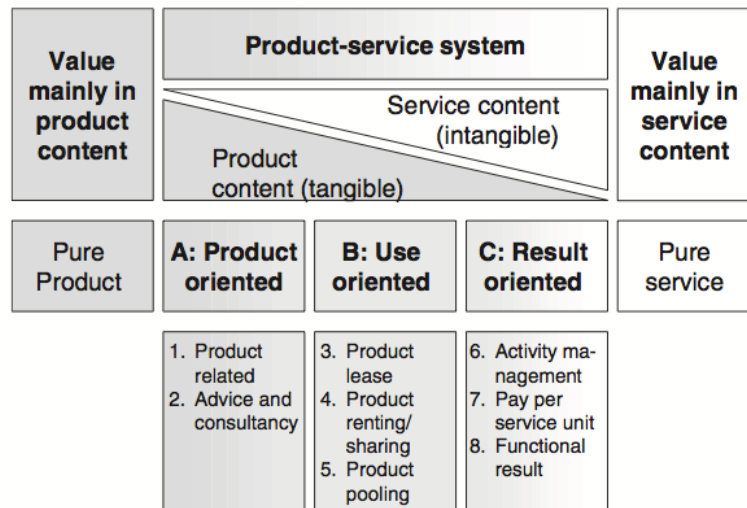 Value
mainly in
product
content
Product-service system
Service content
(intangible)
Product
content (tangible)
Value
mainly in
service
content
Pure
Product
A: Product
oriented
B: Use
oriented
C: Result
oriented
Pure
service
1. Product
related
2. Advice and
consultancy
3. Product
lease
4. Product
renting/
sharing
5. Product
pooling
6. Activity ma-
nagement
7. Pay per
service unit
8. Functional
result